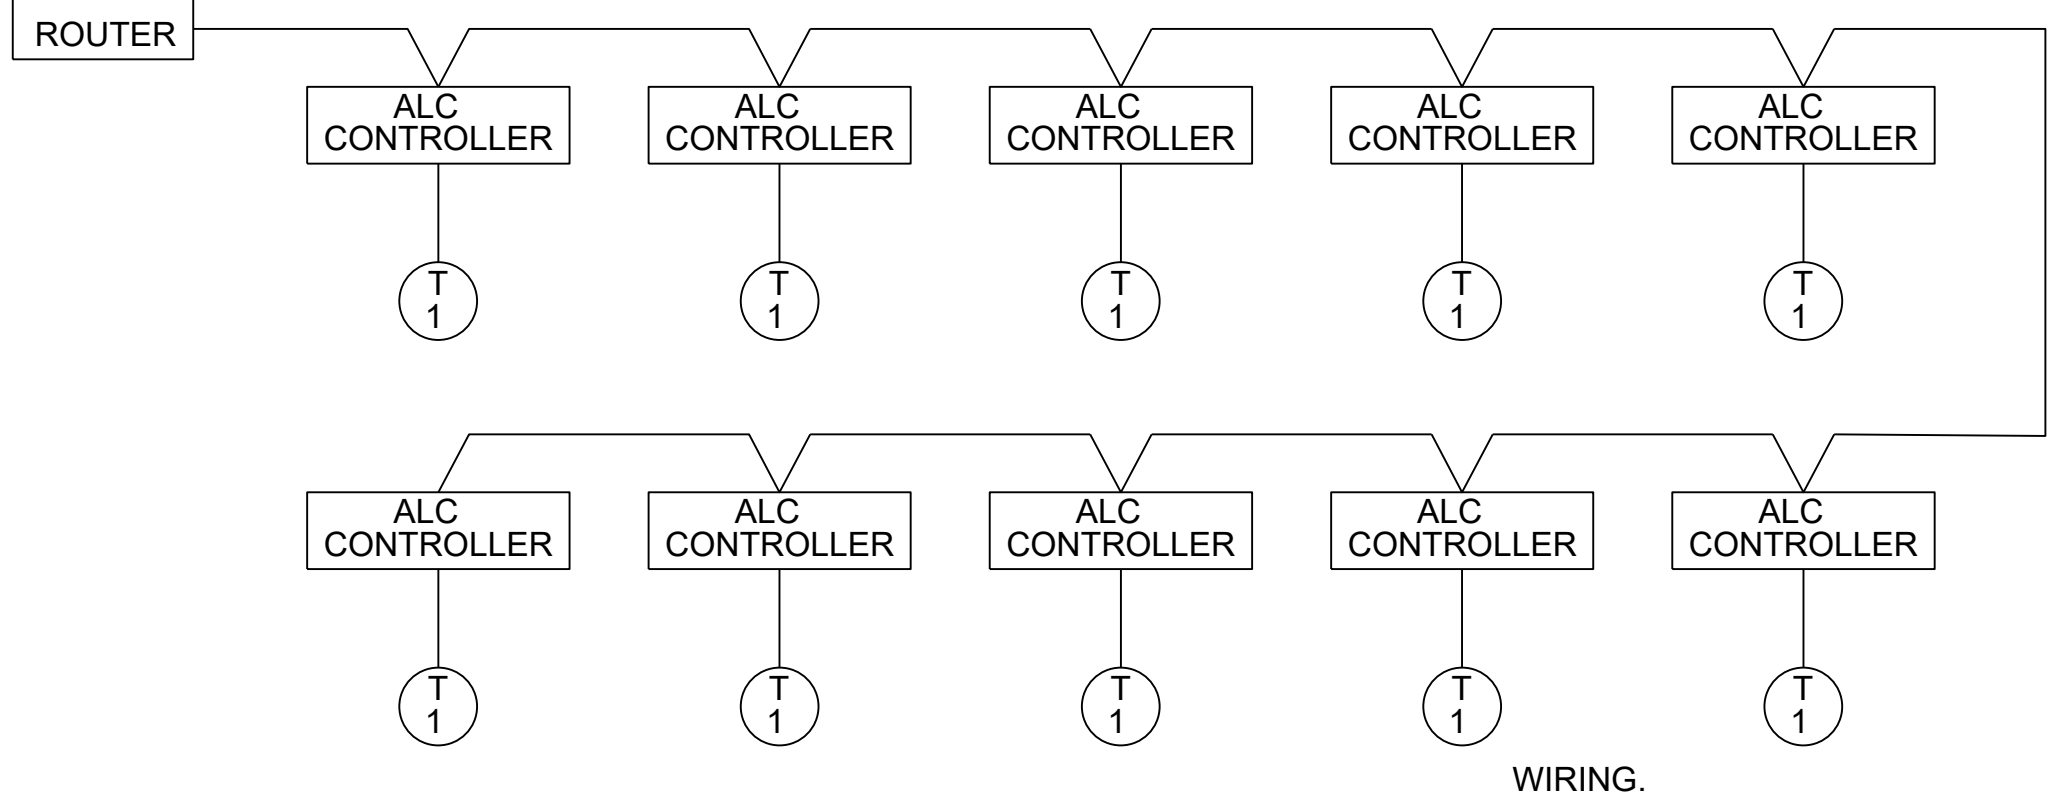 ROUTER
ALC
CONTROLLER
ALC
CONTROLLER
ALC
CONTROLLER
ALC
CONTROLLER
ALC
CONTROLLER
T
1
T
1
T
1
T
1
T
1
ALC
CONTROLLER
ALC
CONTROLLER
ALC
CONTROLLER
ALC
CONTROLLER
ALC
CONTROLLER
T
1
T
1
T
1
T
1
T
1
WIRING.